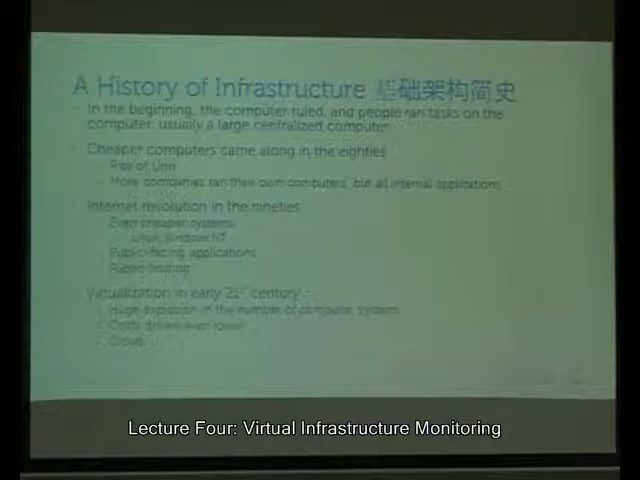 A History of Infrastructure 基础架构简史
In the beginning, the computer ruled, and people ran tasks on the
computer, usually a large centralized computer
Cheaper computers came along in the eighties
Rise of Unix
More companies ran their own computers, but all internal applications
Internet revolution in the nineties
Even cheaper systems
Linux, Windows NT
Public-facing applications
Virtualization in early 21st century
Huge explosion in the number of computer systems
Costs driven even lower
Cloud
Lecture Four: Virtual Infrastructure Monitoring